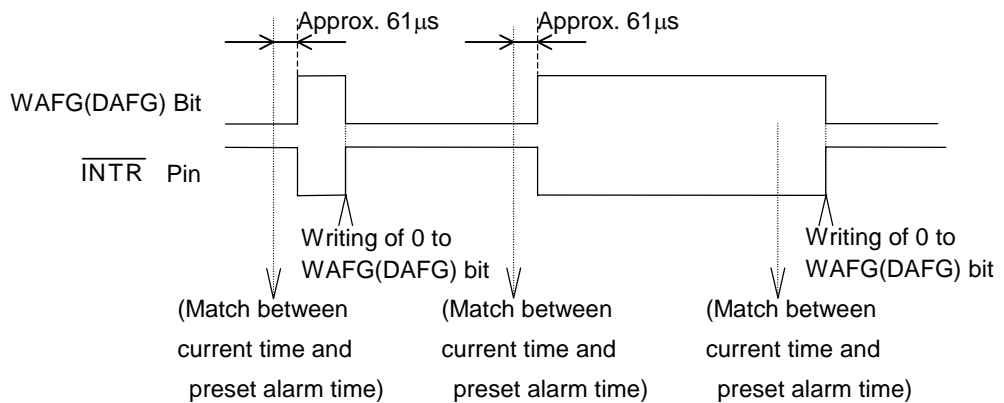 Approx. 61μs
Approx. 61μs
WAFG(DAFG) Bit
INTR Pin
Writing of 0 to
WAFG(DAFG) bit
Writing of 0 to
WAFG(DAFG) bit
(Match between
current time and
preset alarm time)
(Match between
current time and
preset alarm time)
(Match between
current time and
preset alarm time)